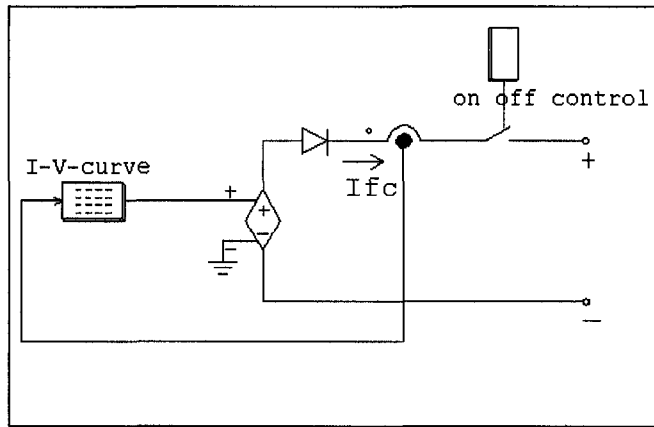 on off control
I-V-curve
Ifc
+
+
+
−
−
−